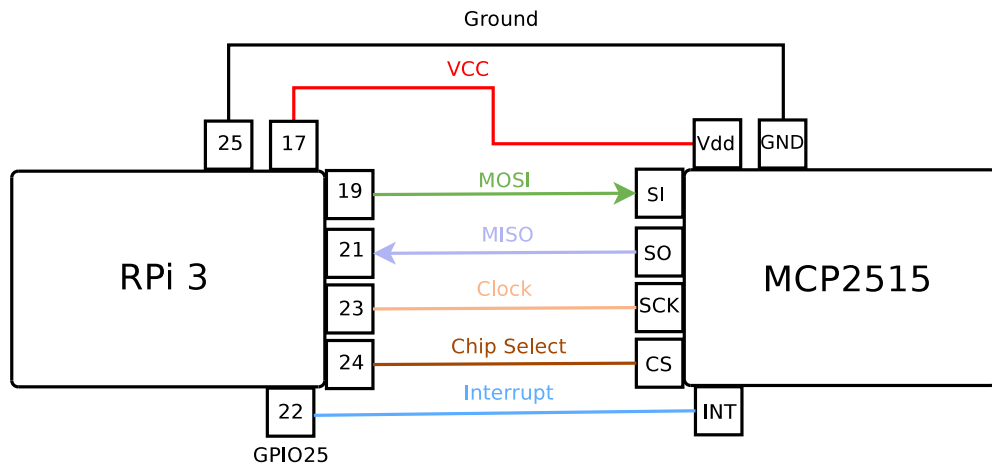 Ground
VCC
25
17
Vdd
GND
19
MOSI
SI
21
MISO
SO
RPi 3
MCP2515
23
Clock
SCK
24
Chip Select
CS
22
Interrupt
INT
GPIO25